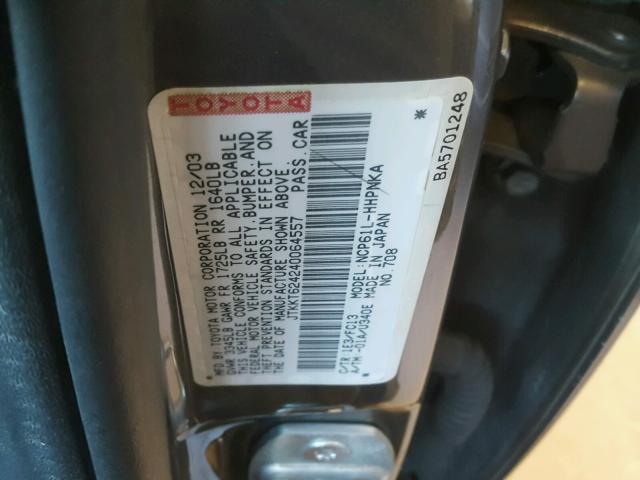 TOYOTA
MFD. BY TOYOTA MOTOR CORPORATION 12/03
GVWR 3345LB GAWR FR 1725LB RR 1640LB
THIS VEHICLE CONFORMS TO ALL APPLICABLE
FEDERAL MOTOR VEHICLE SAFETY, BUMPER, AND
THEFT PREVENTION STANDARDS IN EFFECT ON
THE DATE OF MANUFACTURE SHOWN ABOVE.
JTKKT624240064557 PASS. CAR
C/TR 1E3/FC13 MODEL: NCP61L-HHPNKA
A/TM -01A/U340E MADE IN JAPAN
NO. 708
* *
BA5701248